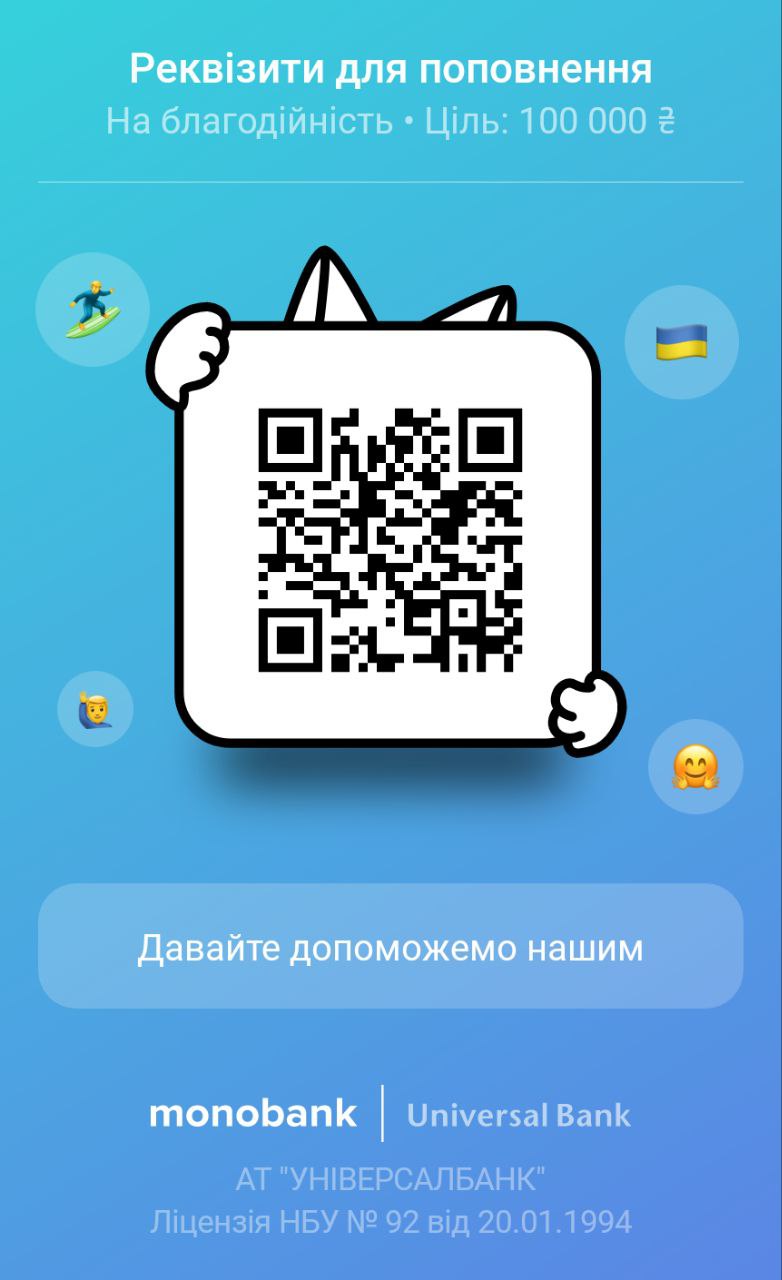 Реквізити для поповнення
На благодійність • Ціль: 100 000 ₴
Давайте допоможемо нашим
monobank | Universal Bank
АТ "УНІВЕРСАЛБАНК"
Ліцензія НБУ № 92 від 20.01.1994